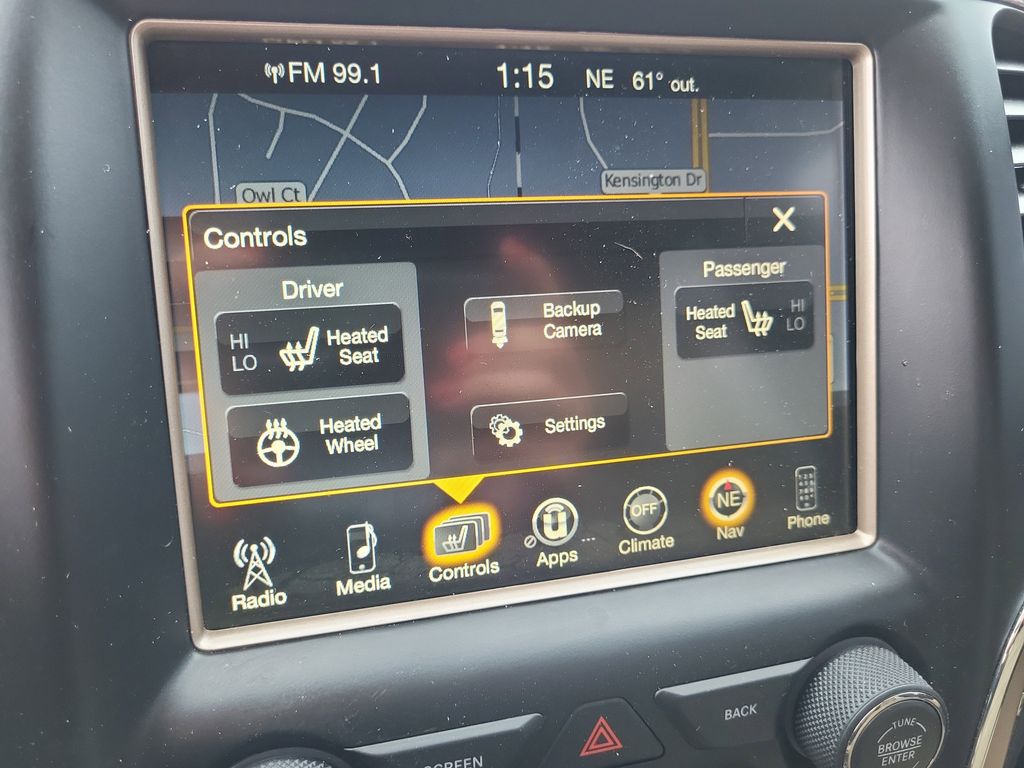 FM 99.1
1:15
NE
61° out.
Owl Ct
Kensington Dr
Controls
X
Driver
HI
LO
Heated
Seat
Heated
Wheel
Backup
Camera
Settings
Passenger
Heated
Seat
HI
LO
Radio
Media
Controls
Apps
OFF
Climate
NE
Nav
Phone
SCREEN
BACK
TUNE
BROWSE
ENTER